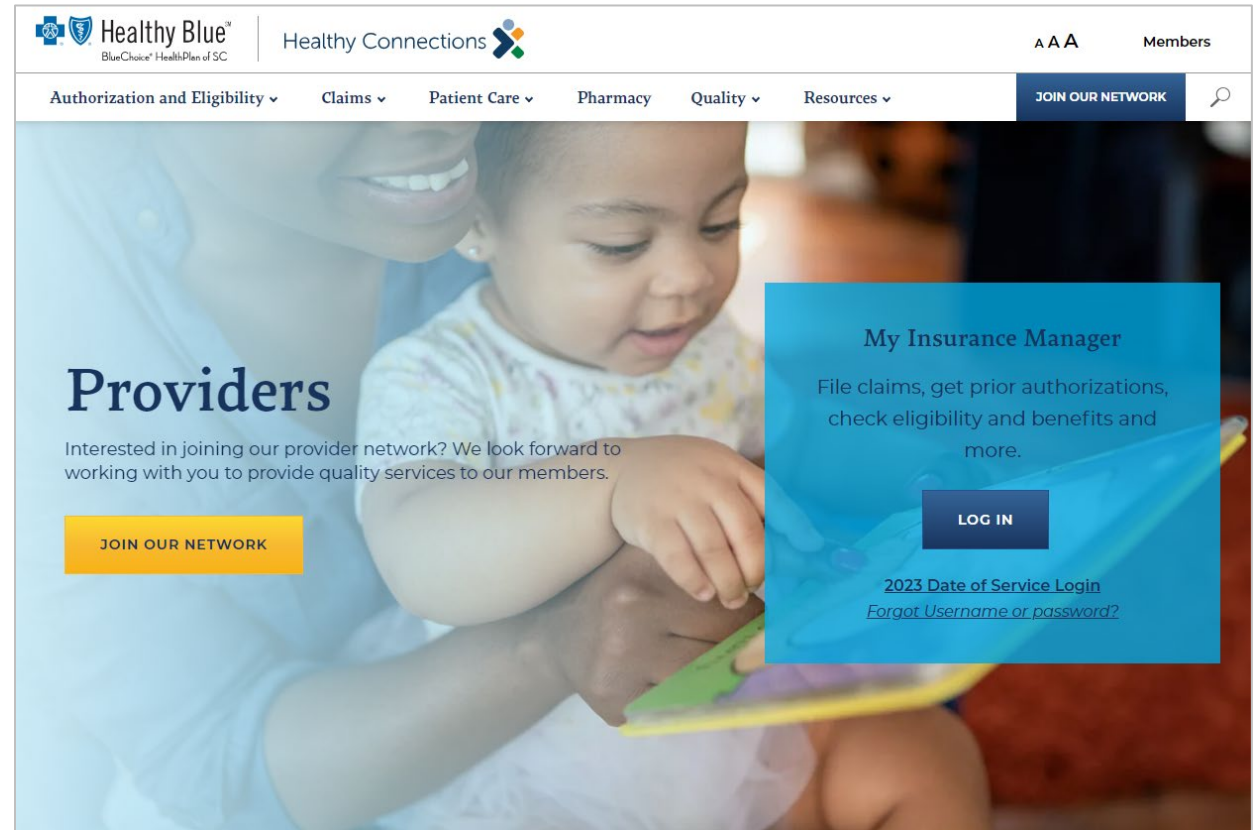 Healthy Blue℠
BlueChoice® HealthPlan of SC
Healthy Connections
A A A
Members
Authorization and Eligibility
Claims
Patient Care
Pharmacy
Quality
Resources
JOIN OUR NETWORK
Providers
Interested in joining our provider network? We look forward to
working with you to provide quality services to our members.
JOIN OUR NETWORK
My Insurance Manager
File claims, get prior authorizations,
check eligibility and benefits and
more.
LOG IN
2023 Date of Service Login
Forgot Username or password?